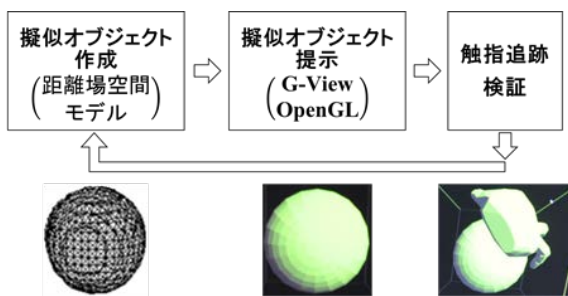 擬似オブジェクト
作成
(距離場空間
モデル)
擬似オブジェクト
提示
(G-View
OpenGL)
触指追跡
検証